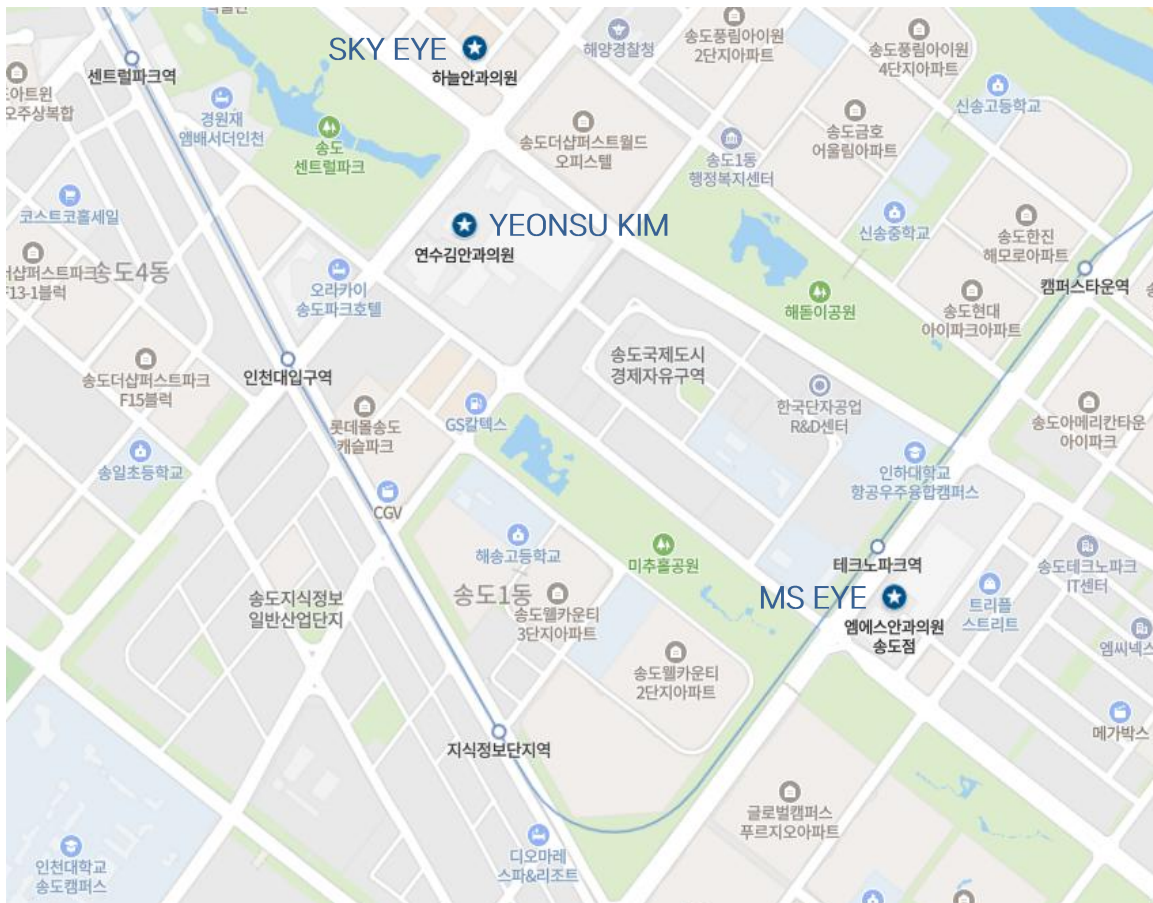 SKY EYE
하늘안과의원
해양경찰청
송도풍림아이원
2단지아파트
송도풍림아이원
4단지아파트
센트럴파크역
경원재
앰배서더인천
송도
센트럴파크
송도더샵퍼스트월드
오피스텔
송도1동
행정복지센터
송도금호
어울림아파트
신송고등학교
코스트코홀세일
YEONSU KIM
연수김안과의원
신송중학교
송도한진
해모로아파트
송도4동
F13-1블럭
오라카이
송도파크호텔
해돋이공원
송도현대
아이파크아파트
캠퍼스타운역
송도더샵퍼스트파크
F15블럭
인천대입구역
송도국제도시
경제자유구역
한국단자공업
R&D센터
롯데몰송도
캐슬파크
GS칼텍스
송도아메리칸타운
아이파크
송일초등학교
CGV
인하대학교
항공우주융합캠퍼스
해송고등학교
미추홀공원
테크노파크역
송도테크노파크
IT센터
송도지식정보
일반산업단지
송도1동
송도웰카운티
3단지아파트
MS EYE
엠에스안과의원
송도점
트리플
스트리트
엠씨넥스
송도웰카운티
2단지아파트
지식정보단지역
메가박스
글로벌캠퍼스
푸르지오아파트
인천대학교
송도캠퍼스
디오마레
스파&리조트